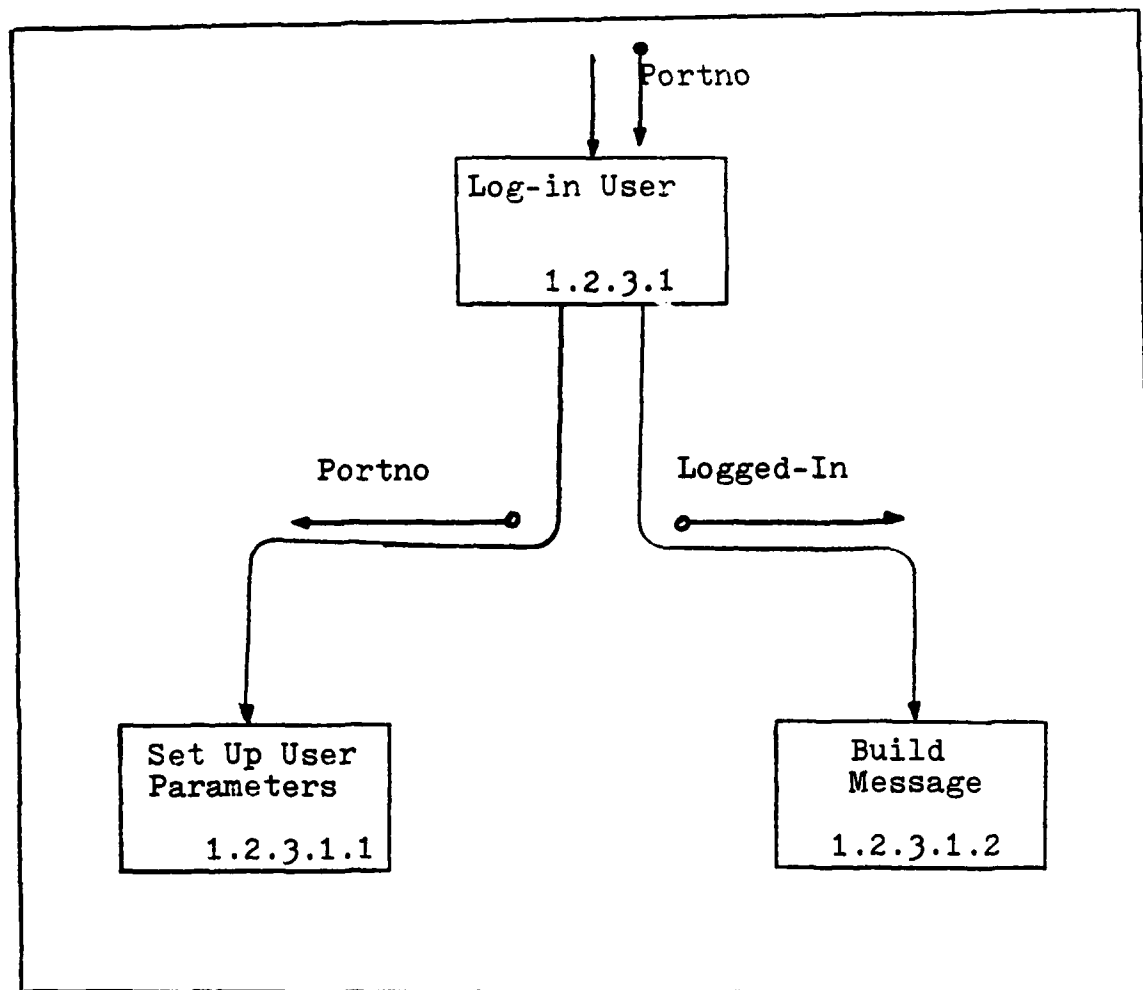 Portno
Log-in User
1.2.3.1
Portno
Logged-In
Set Up User
Parameters
1.2.3.1.1
Build
Message
1.2.3.1.2